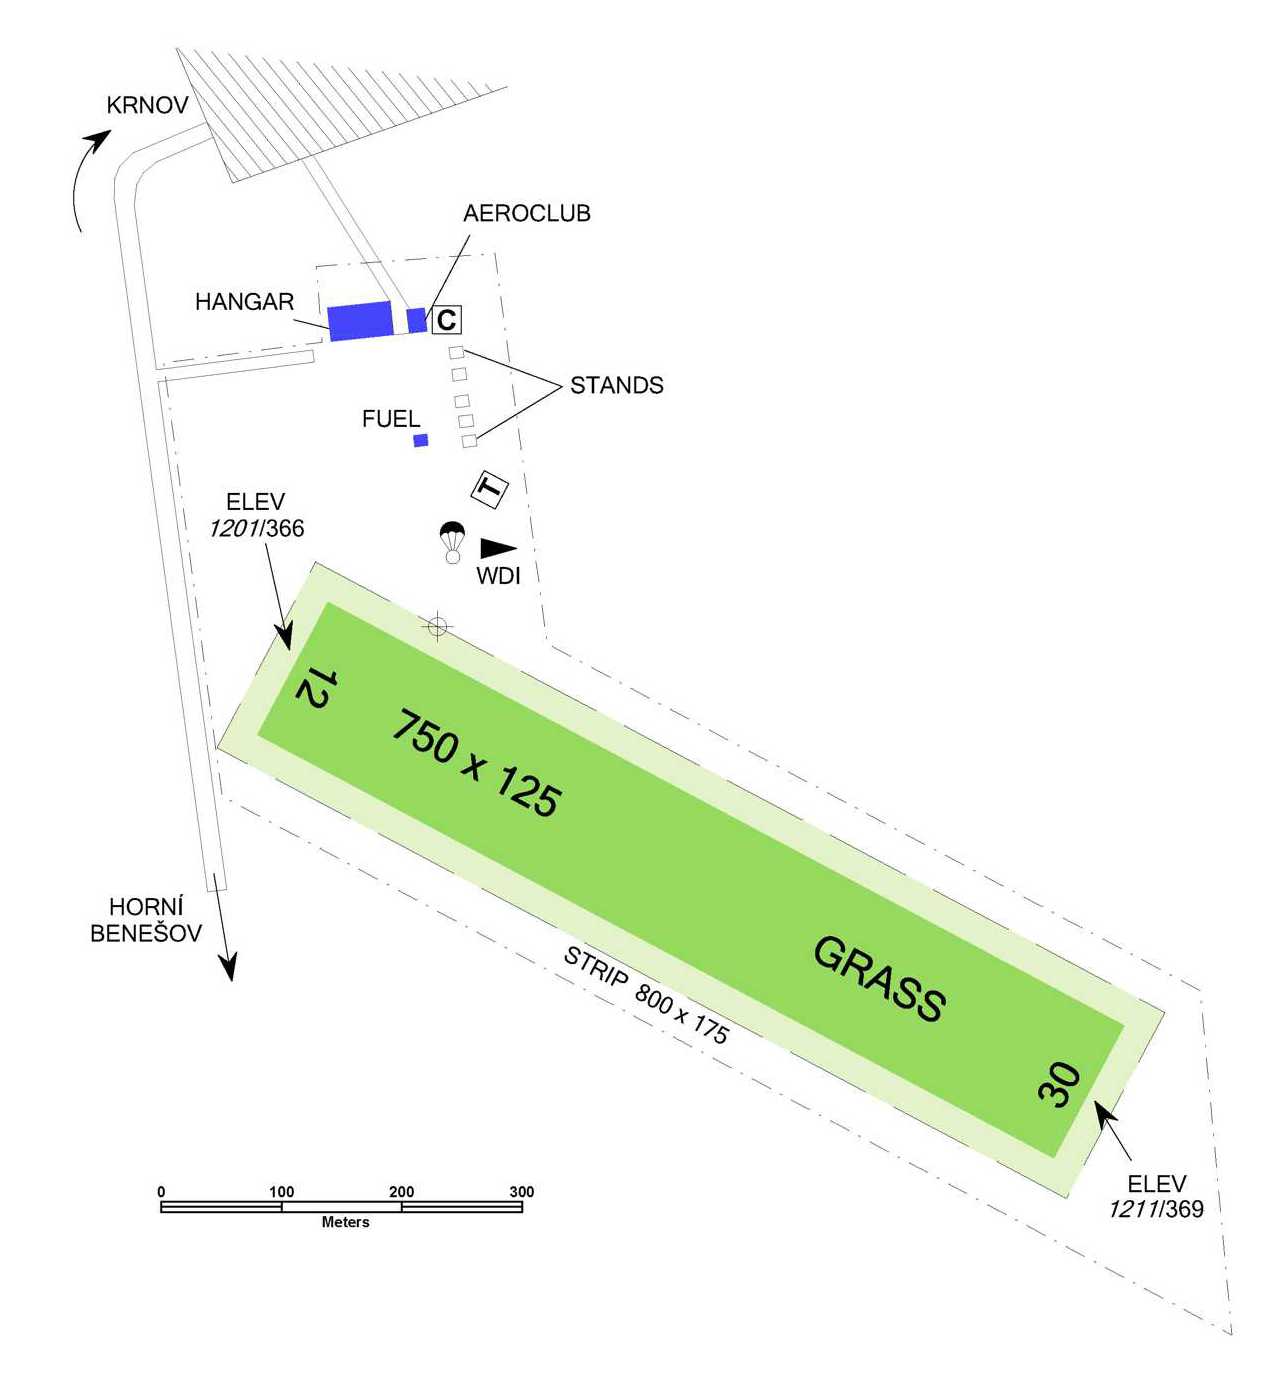 KRNOV
AEROCLUB
HANGAR
C
STANDS
FUEL
T
ELEV
1201/366
WDI
12
750 x 125
HORNÍ
BENEŠOV
GRASS
STRIP 800 x 175
30
ELEV
1211/369
0 100 200 300
Meters